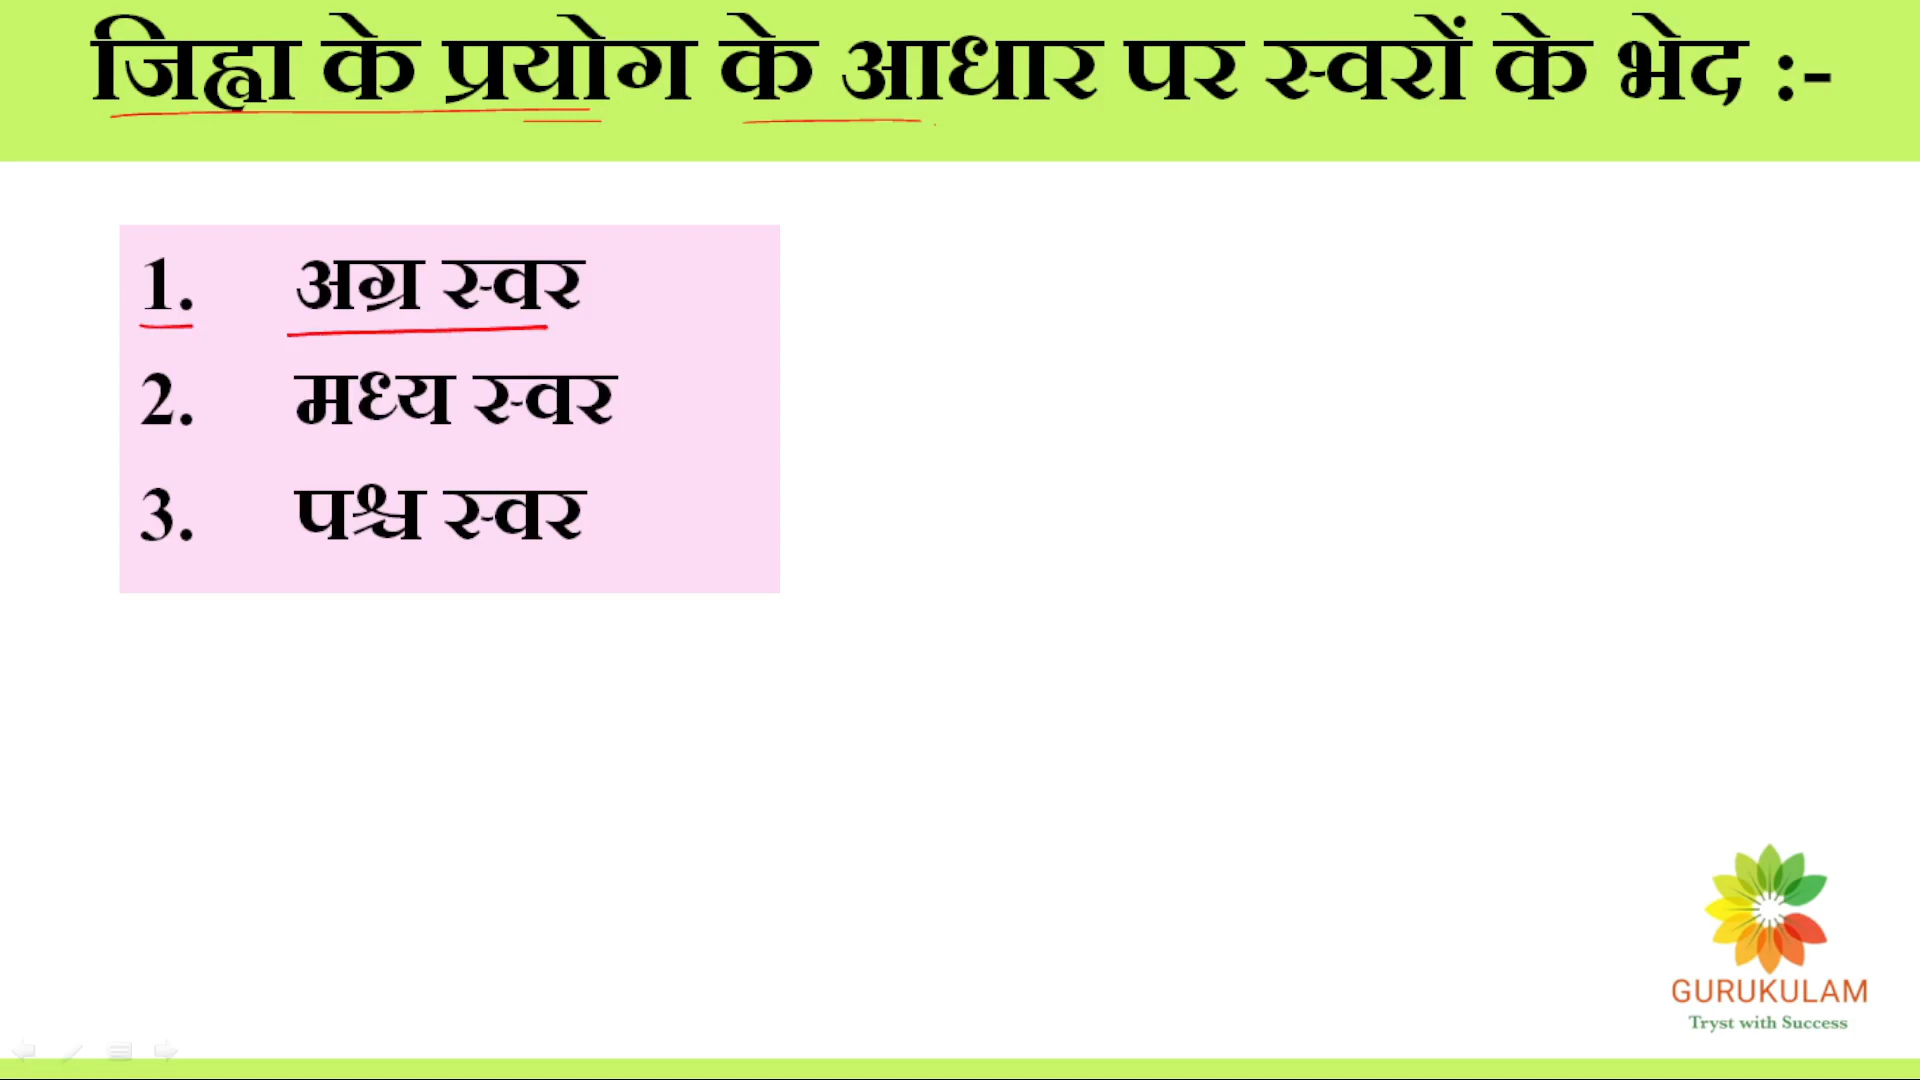 जिह्वा के प्रयोग के आधार पर स्वरों के भेद :-
1. अग्र स्वर
2. मध्य स्वर
3. पश्च स्वर
GURUKULAM
Tryst with Success